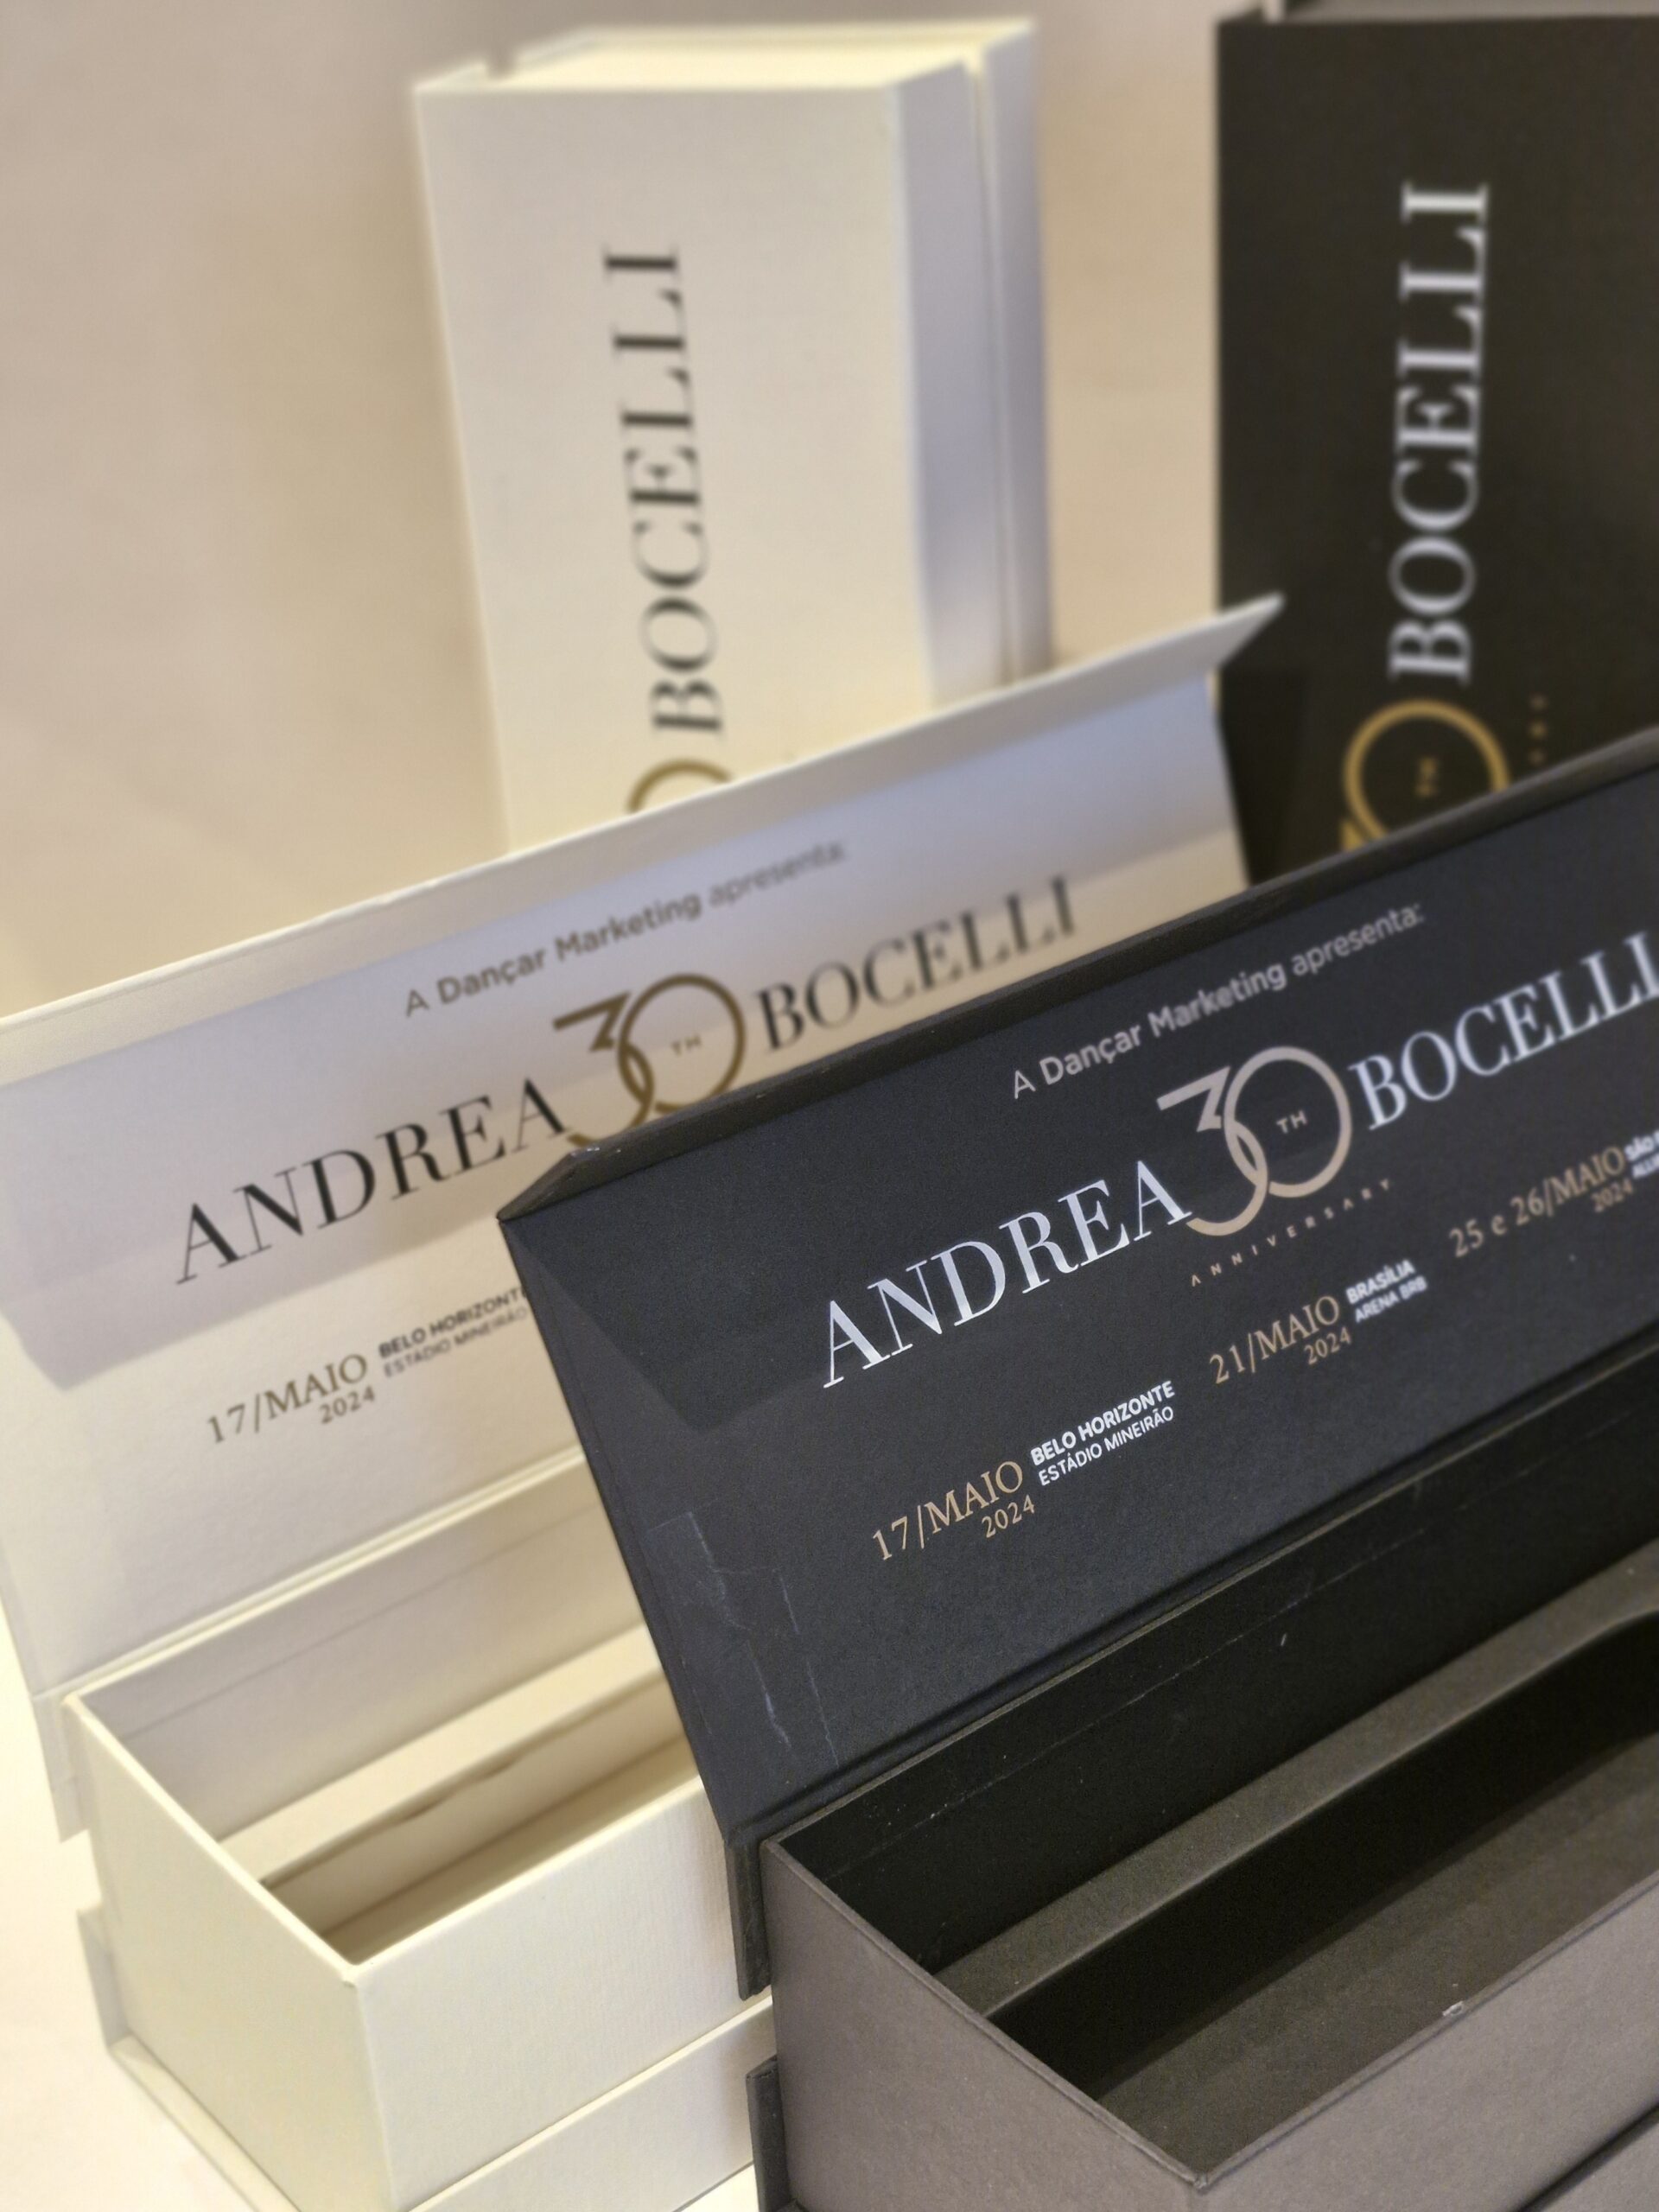 BOCELLI
BOCELLI
TH
A Dançar Marketing apresenta:
ANDREA 30 TH BOCELLI
17/MAIO
2024
BELO HORIZONTE
ESTÁDIO MINEIRÃO
A Dançar Marketing apresenta:
ANDREA 30 TH BOCELLI
ANNIVERSARY
17/MAIO
2024
BELO HORIZONTE
ESTÁDIO MINEIRÃO
21/MAIO
2024
BRASÍLIA
ARENA BRB
25 e 26/MAIO
2024
SÃO